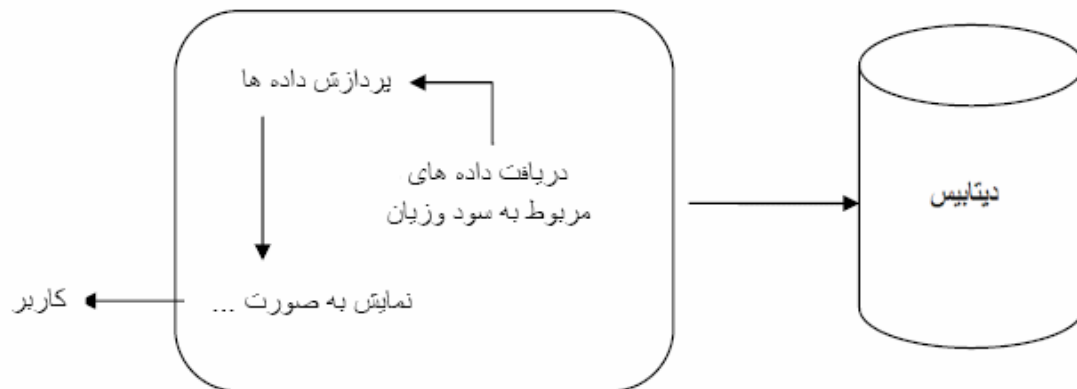 پردازش داده ها
دریافت داده های
مربوط به سود وزیان
دیتابیس
نمایش به صورت ...
کاربر